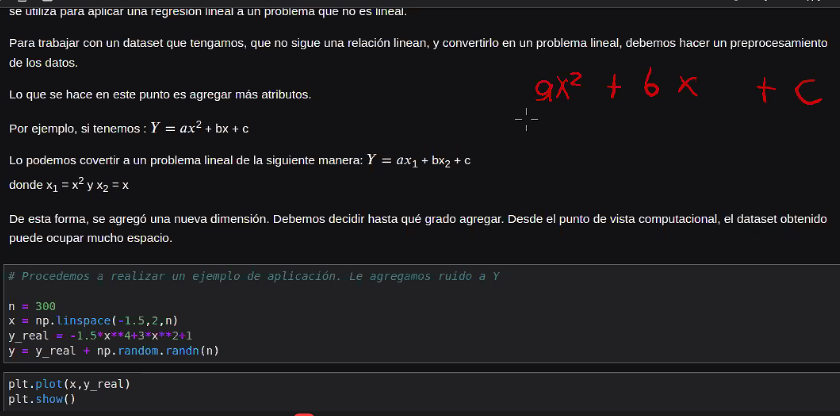 se utiliza para aplicar una regresión lineal a un problema que no es lineal.
Para trabajar con un dataset que tengamos, que no sigue una relación linean, y convertirlo en un problema lineal, debemos hacer un preprocesamiento
de los datos.
Lo que se hace en este punto es agregar más atributos.
ax² + b x + c
Por ejemplo, si tenemos : Y = ax² + bx + c
Lo podemos covertir a un problema lineal de la siguiente manera: Y = ax₁ + bx₂ + c
donde x₁ = x² y x₂ = x
De esta forma, se agregó una nueva dimensión. Debemos decidir hasta qué grado agregar. Desde el punto de vista computacional, el dataset obtenido
puede ocupar mucho espacio.
# Procedemos a realizar un ejemplo de aplicación. Le agregamos ruido a Y
n = 300
x = np.linspace(-1.5,2,n)
y_real = -1.5*x**4+3*x**2+1
y = y_real + np.random.randn(n)
plt.plot(x,y_real)
plt.show()